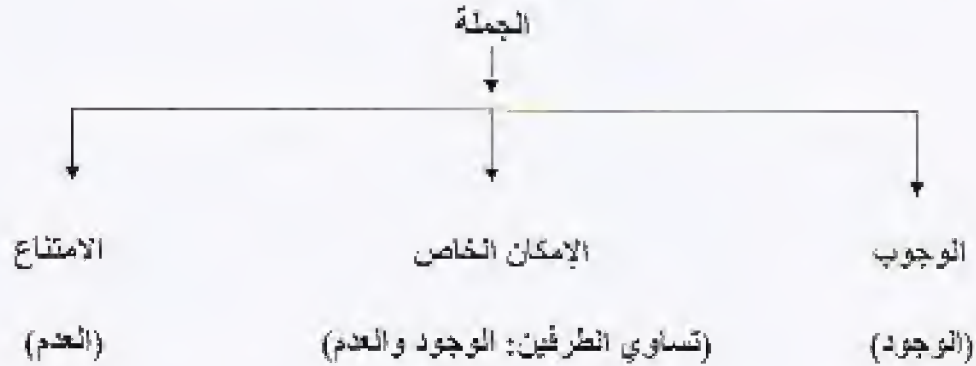 الجملة
الوجوب
الإمكان الخاص
الامتناع
(الوجود)
(تساوي الطرفين: الوجود والعدم)
(العدم)